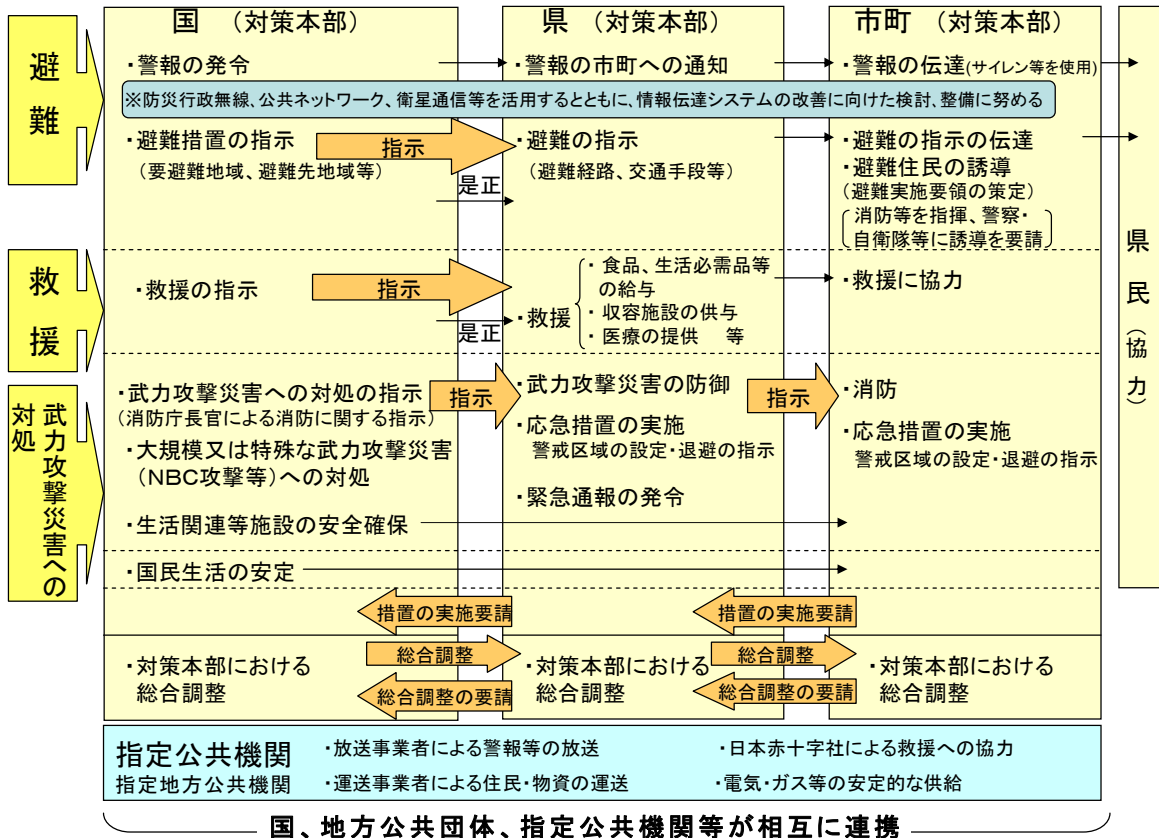 国 (対策本部)
県 (対策本部)
市町 (対策本部)
避難
・警報の発令
・警報の市町への通知
・警報の伝達(サイレン等を使用)
※防災行政無線、公共ネットワーク、衛星通信等を活用するとともに、情報伝達システムの改善に向けた検討、整備に努める
・避難措置の指示
(要避難地域、避難先地域等)
指示
是正
・避難の指示
(避難経路、交通手段等)
・避難の指示の伝達
・避難住民の誘導
(避難実施要領の策定)
消防等を指揮、警察・
自衛隊等に誘導を要請
県民(協力)
救援
・救援の指示
指示
是正
・救援
・ 食品、生活必需品等
の給与
・ 収容施設の供与
・ 医療の提供 等
・救援に協力
武力攻撃災害への
対処
・武力攻撃災害への対処の指示
(消防庁長官による消防に関する指示)
・大規模又は特殊な武力攻撃災害
(NBC攻撃等)への対処
指示
・武力攻撃災害の防御
・応急措置の実施
警戒区域の設定・退避の指示
・緊急通報の発令
指示
・消防
・応急措置の実施
警戒区域の設定・退避の指示
・生活関連等施設の安全確保
・国民生活の安定
措置の実施要請
措置の実施要請
・対策本部における
総合調整
総合調整
総合調整の要請
・対策本部における
総合調整
総合調整
総合調整の要請
・対策本部における
総合調整
指定公共機関
指定地方公共機関
・放送事業者による警報等の放送
・日本赤十字社による救援への協力
・運送事業者による住民・物資の運送
・電気・ガス等の安定的な供給
国、地方公共団体、指定公共機関等が相互に連携